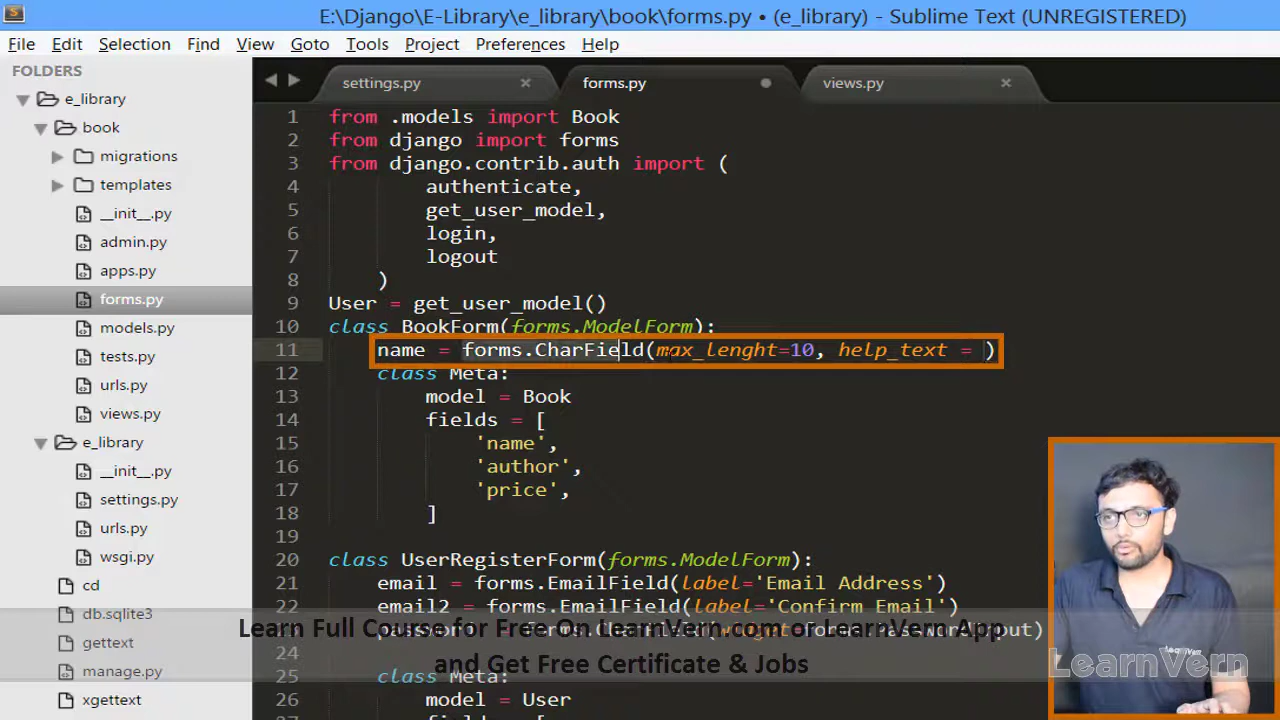 E:\Django\E-Library\e_library\book\forms.py • (e_library) - Sublime Text (UNREGISTERED)
File Edit Selection Find View Goto Tools Project Preferences Help
FOLDERS
e_library
book
migrations
templates
__init__.py
admin.py
apps.py
forms.py
models.py
tests.py
urls.py
views.py
e_library
__init__.py
settings.py
urls.py
wsgi.py
cd
db.sqlite3
gettext
manage.py
xgettext
settings.py forms.py views.py
1 from .models import Book
2 from django import forms
3 from django.contrib.auth import (
4 authenticate,
5 get_user_model,
6 login,
7 logout
8 )
9 User = get_user_model()
10 class BookForm(forms.ModelForm):
11 name = forms.CharField(max_lenght=10, help_text = )
12 class Meta:
13 model = Book
14 fields = [
15 'name',
16 'author',
17 'price',
18 ]
19
20 class UserRegisterForm(forms.ModelForm):
21 email = forms.EmailField(label='Email Address')
22 email2 = forms.EmailField(label='Confirm Email')
password = forms.CharField(widget=forms.PasswordInput)
24
25 class Meta:
26 model = User
Learn Full Course for Free On LearnVern.com or LearnVern App
and Get Free Certificate & Jobs
LearnVern